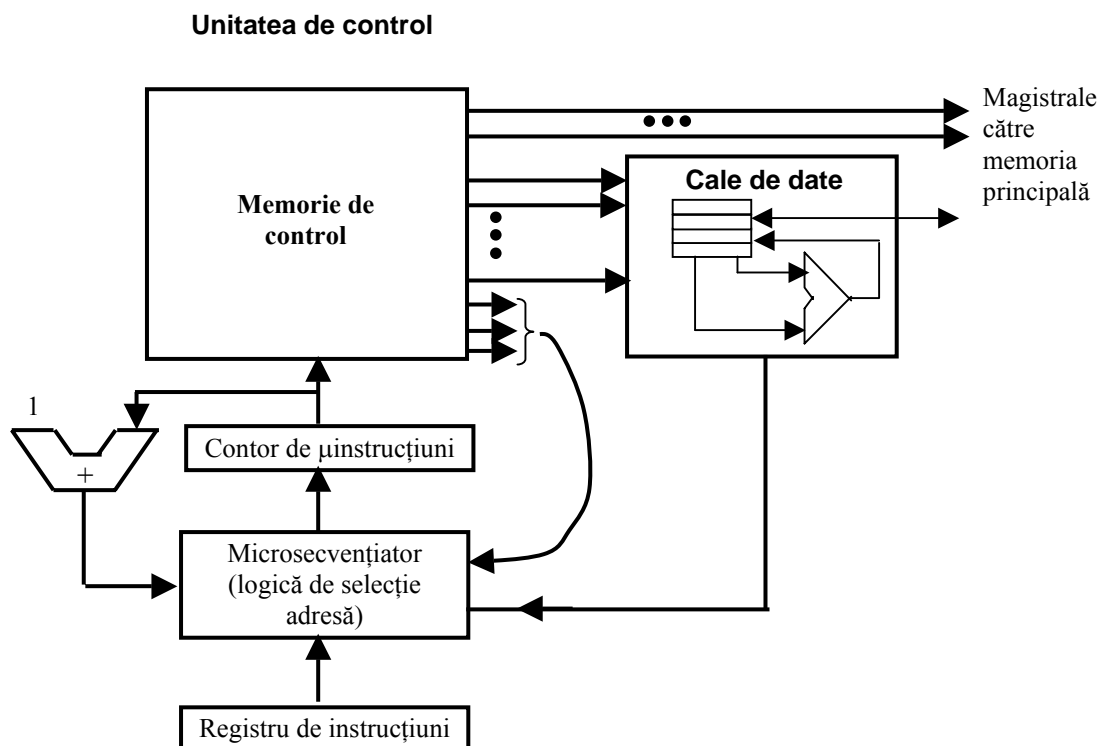 Unitatea de control
Magistrale
către
memoria
principală
Cale de date
Memorie de
control
1
Contor de μinstrucțiuni
+
Microsecvențiator
(logică de selecție
adresă)
Registru de instrucțiuni